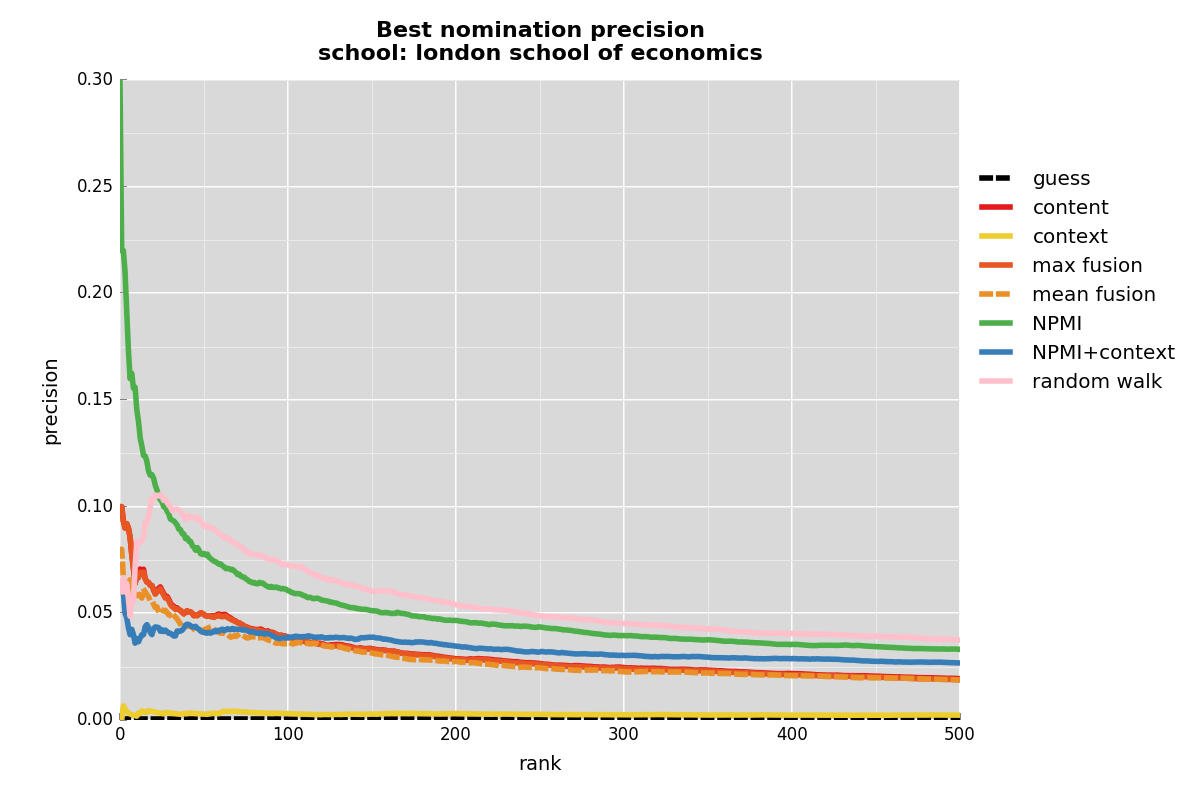 Best nomination precision
school: london school of economics
0.30
0.25
0.20
0.15
0.10
0.05
0.00
precision
0
100
200
300
400
500
rank
guess
content
context
max fusion
mean fusion
NPMI
NPMI+context
random walk